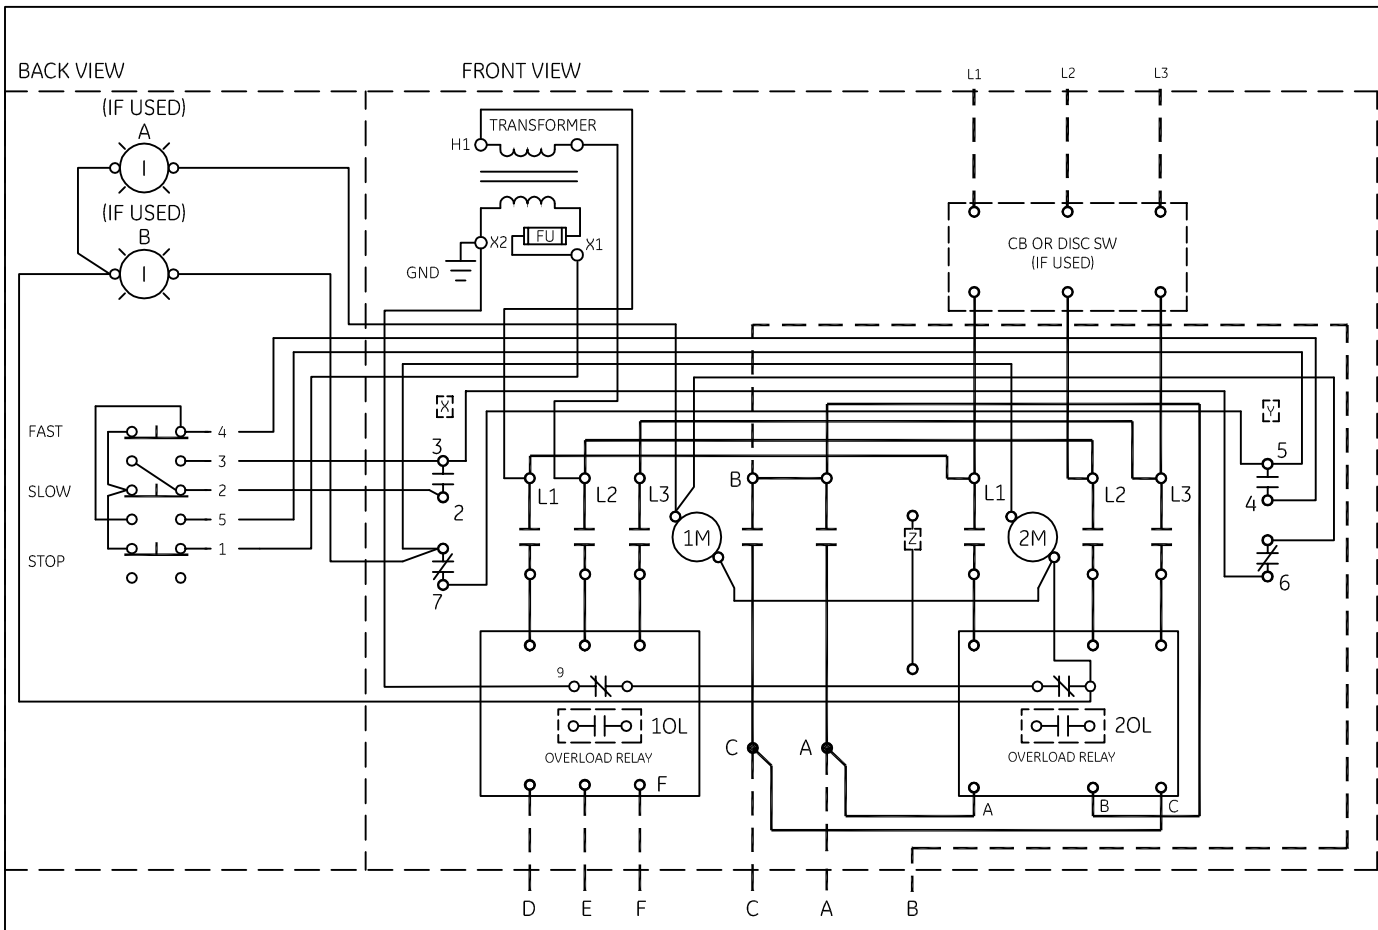 BACK VIEW
FRONT VIEW
L1 L2 L3
(IF USED)
A
TRANSFORMER
H1
(IF USED)
B
X2 FU X1
GND
CB OR DISC SW
(IF USED)
X
Y
FAST 4
3
3
5
B
L1 L2 L3
L1 L2 L3
SLOW 2
2
4
5
1M
Z
2M
STOP 1
7
6
9
1OL
2OL
C A
OVERLOAD RELAY
OVERLOAD RELAY
F
A B C
D E F C A B